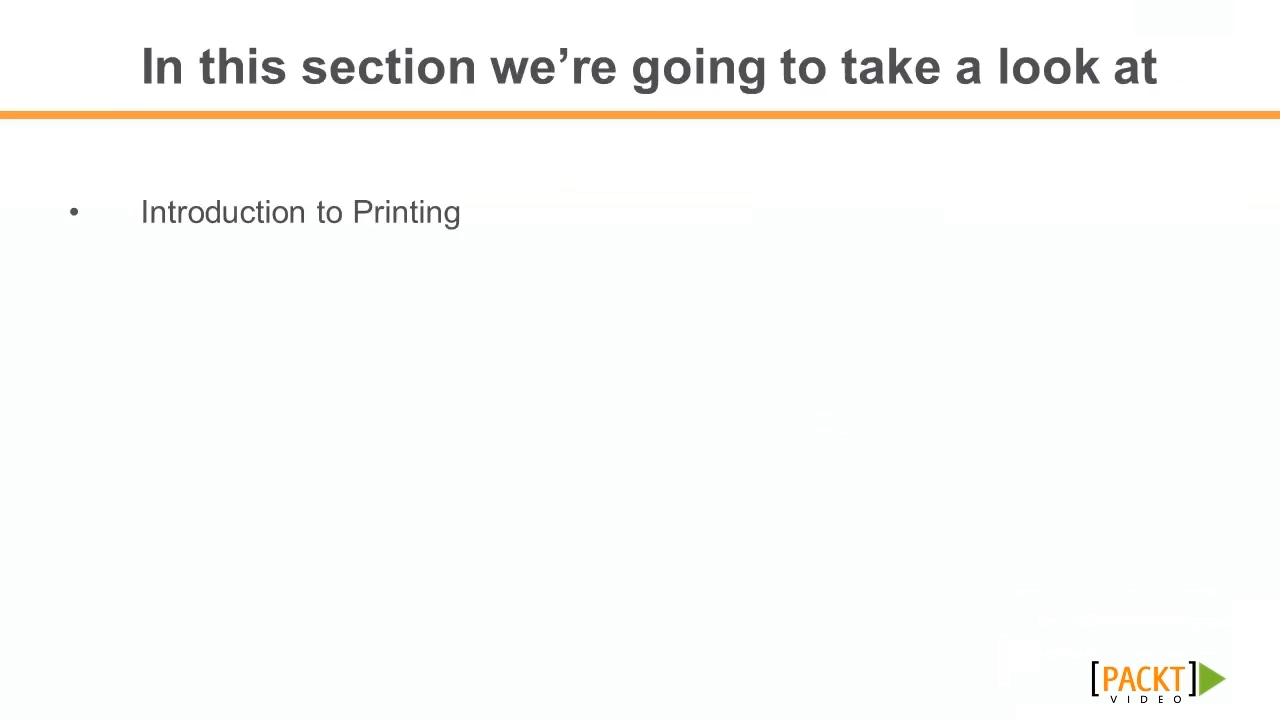 In this section we’re going to take a look at
• Introduction to Printing
[PACKT]
VIDEO